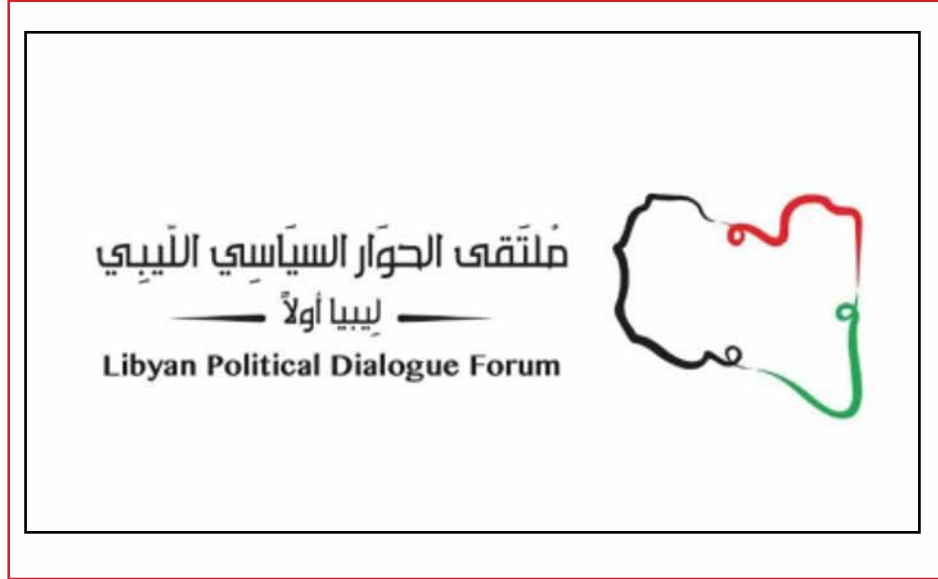 مُلتَقى الحوَار السيَاسِي اللّيبِي
لِيبيا أولاً
Libyan Political Dialogue Forum